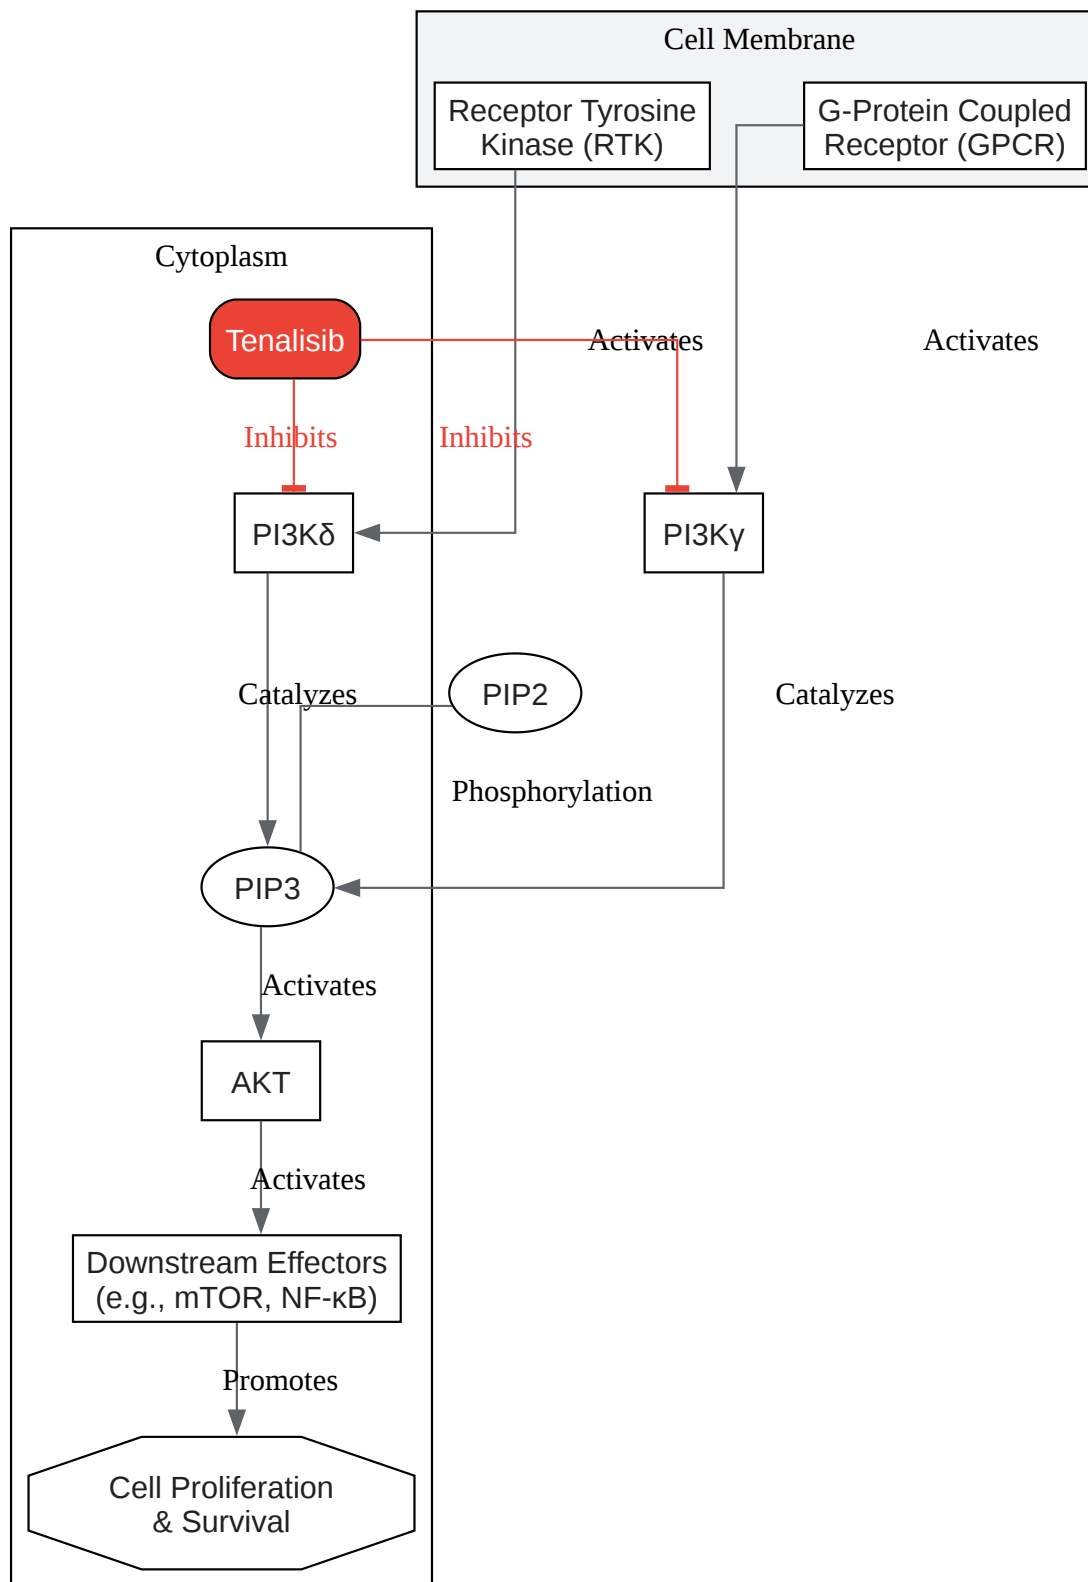 Cell Membrane
Receptor Tyrosine
Kinase (RTK)
G-Protein Coupled
Receptor (GPCR)
Cytoplasm
Tenalisib
Activates
Activates
Inhibits
Inhibits
PI3Kδ
PI3Kγ
Catalyzes
PIP2
Catalyzes
Phosphorylation
PIP3
Activates
AKT
Activates
Downstream Effectors
(e.g., mTOR, NF-κB)
Promotes
Cell Proliferation
& Survival